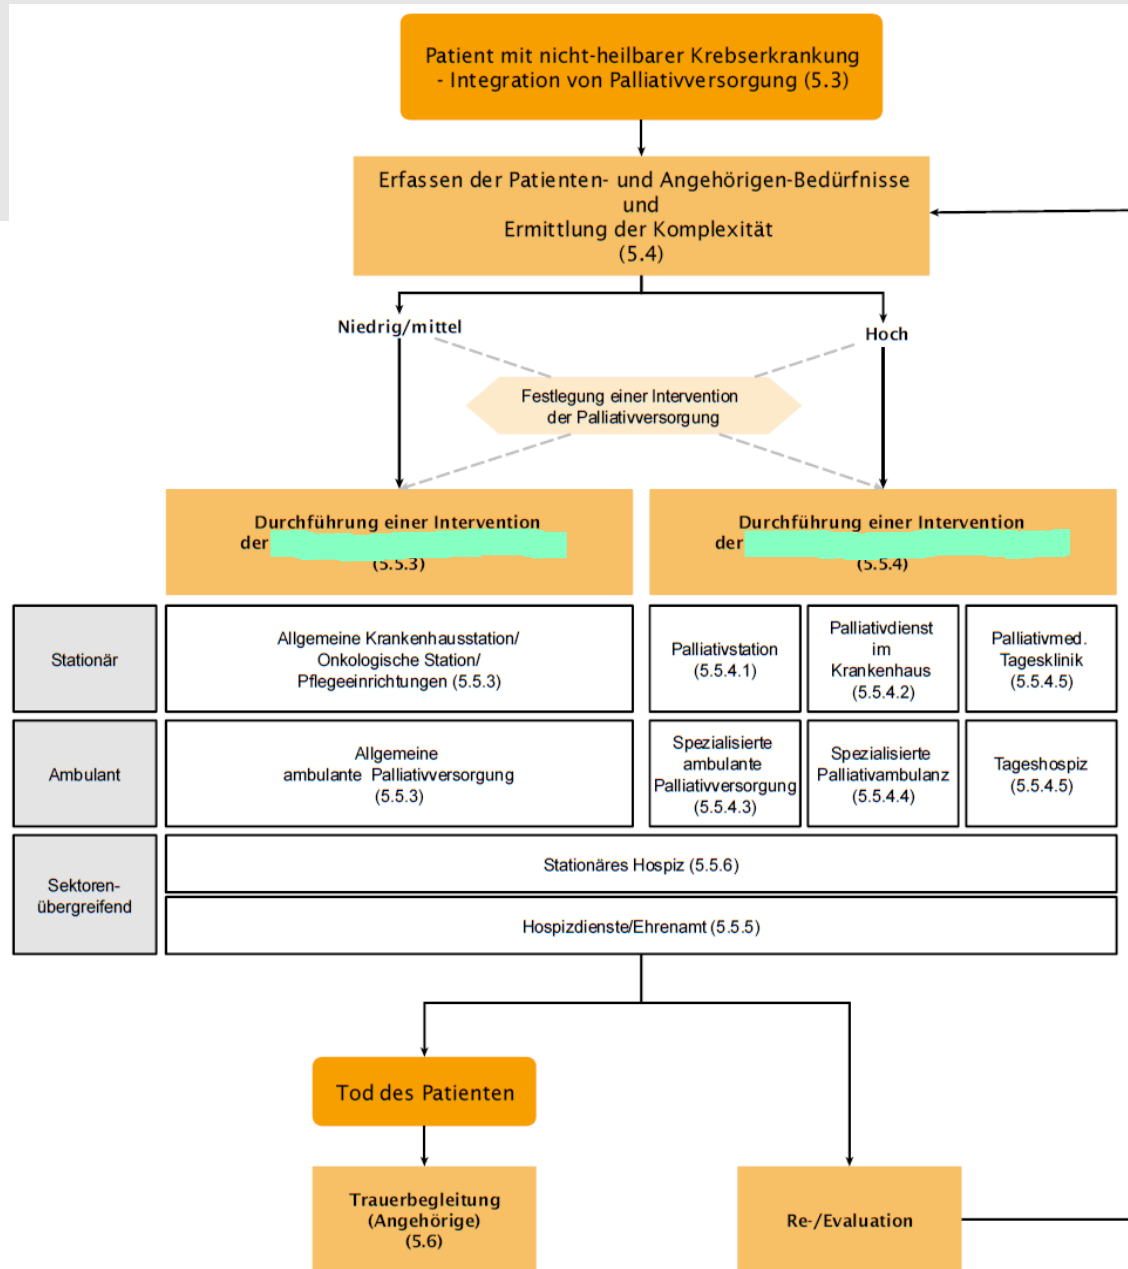 Patient mit nicht-heilbarer Krebserkrankung
- Integration von Palliativversorgung (5.3)
Erfassen der Patienten- und Angehörigen-Bedürfnisse
und
Ermittlung der Komplexität
(5.4)
Niedrig/mittel
Hoch
Festlegung einer Intervention
der Palliativversorgung
Durchführung einer Intervention
der
(5.5.3)
Durchführung einer Intervention
der
(5.5.4)
Stationär
Allgemeine Krankenhausstation/
Onkologische Station/
Pflegeeinrichtungen (5.5.3)
Palliativstation
(5.5.4.1)
Palliativdienst
im
Krankenhaus
(5.5.4.2)
Palliativmed.
Tagesklinik
(5.5.4.5)
Ambulant
Allgemeine
ambulante Palliativversorgung
(5.5.3)
Spezialisierte
ambulante
Palliativversorgung
(5.5.4.3)
Spezialisierte
Palliativambulanz
(5.5.4.4)
Tageshospiz
(5.5.4.5)
Sektoren-
übergreifend
Stationäres Hospiz (5.5.6)
Hospizdienste/Ehrenamt (5.5.5)
Tod des Patienten
Trauerbegleitung
(Angehörige)
(5.6)
Re-/Evaluation